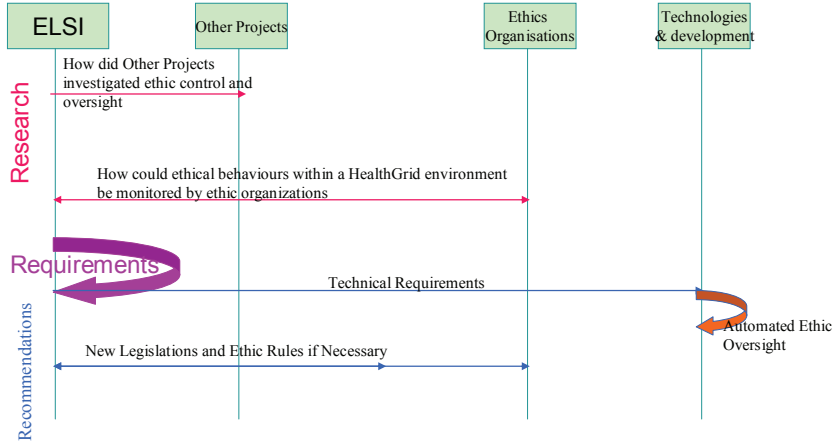 ELSI
Other Projects
Ethics
Organisations
Technologies
& development
Research
How did Other Projects
investigated ethic control and
oversight
How could ethical behaviours within a HealthGrid environment
be monitored by ethic organizations
Requirements
Technical Requirements
Automated Ethic
Oversight
Recommendations
New Legislations and Ethic Rules if Necessary